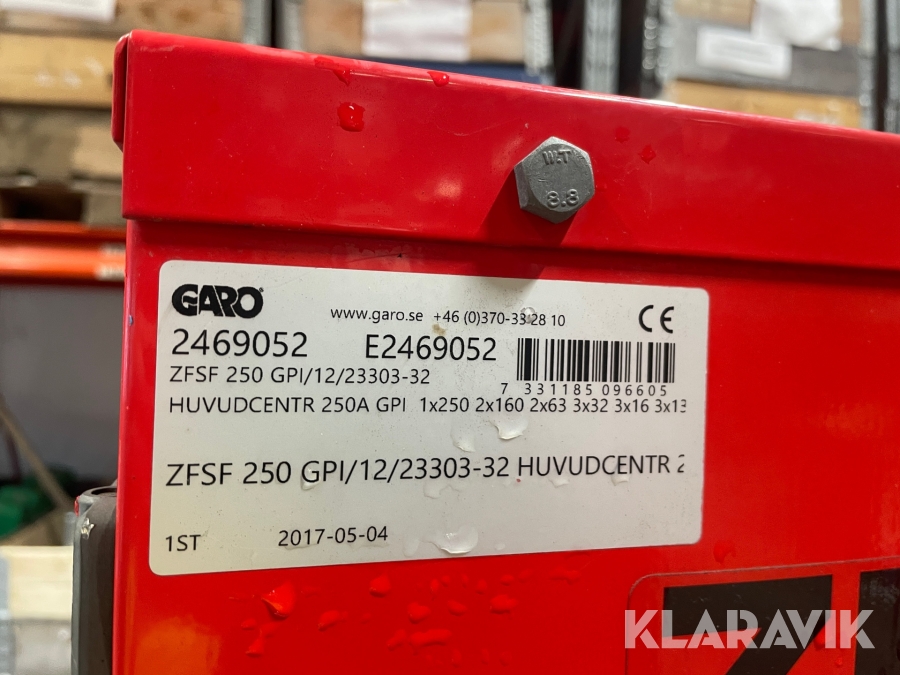 W.T
8.8
GARO
www.garo.se +46 (0)370-33 28 10
CE
2469052 E2469052
ZFSF 250 GPI/12/23303-32
7 331185 096605
HUVUDCENTR 250A GPI 1x250 2x160 2x63 3x32 3x16 3x13
ZFSF 250 GPI/12/23303-32 HUVUDCENTR 2
1ST 2017-05-04
KLARAVIK